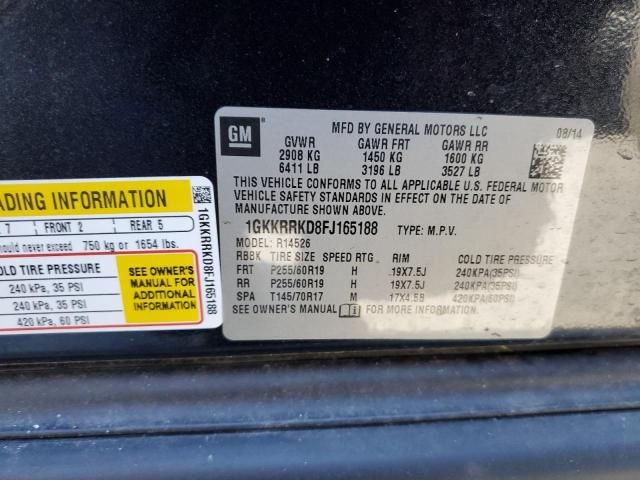 ADING INFORMATION
7 FRONT 2 REAR 5
ould never exceed 750 kg or 1654 lbs.
OLD TIRE PRESSURE
240 kPa, 35 PSI
240 kPa, 35 PSI
420 kPa, 60 PSI
SEE OWNER'S
MANUAL FOR
ADDITIONAL
INFORMATION
1GKKRRKD8FJ165188
GM
MFD BY GENERAL MOTORS LLC 08/14
GVWR GAWR FRT GAWR RR
2908 KG 1450 KG 1600 KG
6411 LB 3196 LB 3527 LB
THIS VEHICLE CONFORMS TO ALL APPLICABLE U.S. FEDERAL MOTOR
VEHICLE SAFETY STANDARDS IN EFFECT ON THE DATE OF
MANUFACTURE SHOWN ABOVE.
1GKKRRKD8FJ165188 TYPE: M.P.V.
MODEL: R14526
RBBK TIRE SIZE SPEED RTG RIM COLD TIRE PRESSURE
FRT P255/60R19 H 19X7.5J 240KPA(35PSI)
RR P255/60R19 H 19X7.5J 240KPA(35PSI)
SPA T145/70R17 M 17X4.5B 420KPA(60PSI)
SEE OWNER'S MANUAL FOR MORE INFORMATION